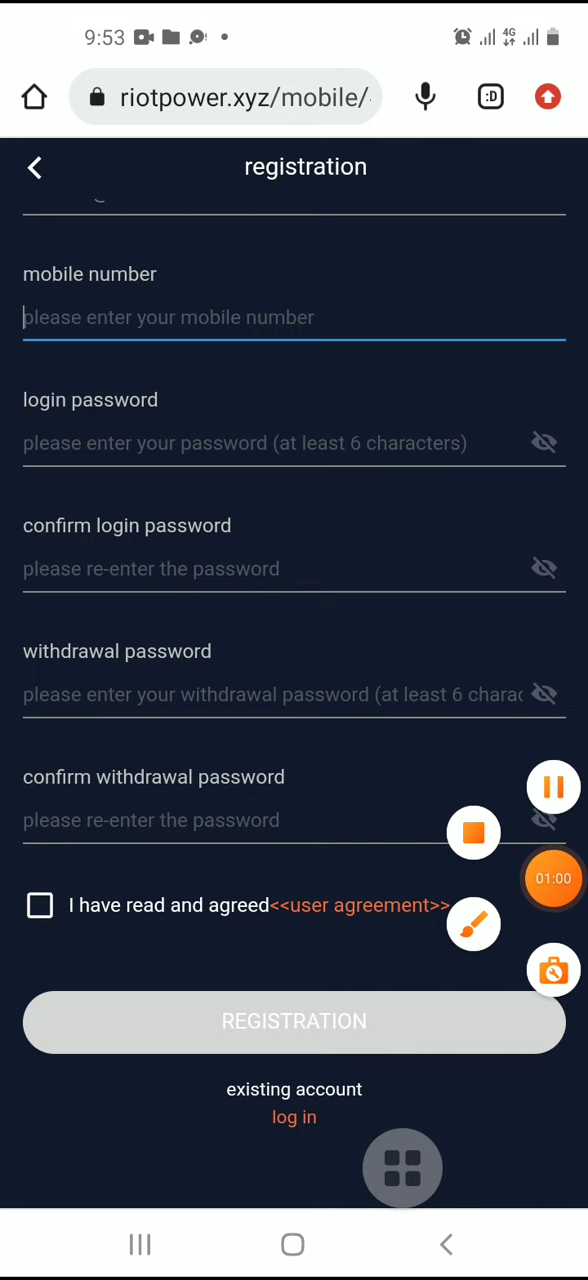 9:53
4G
riotpower.xyz/mobile/
:D
registration
mobile number
please enter your mobile number
login password
please enter your password (at least 6 characters)
confirm login password
please re-enter the password
withdrawal password
please enter your withdrawal password (at least 6 charac
confirm withdrawal password
please re-enter the password
01:00
I have read and agreed<<user agreement>>
REGISTRATION
existing account
log in